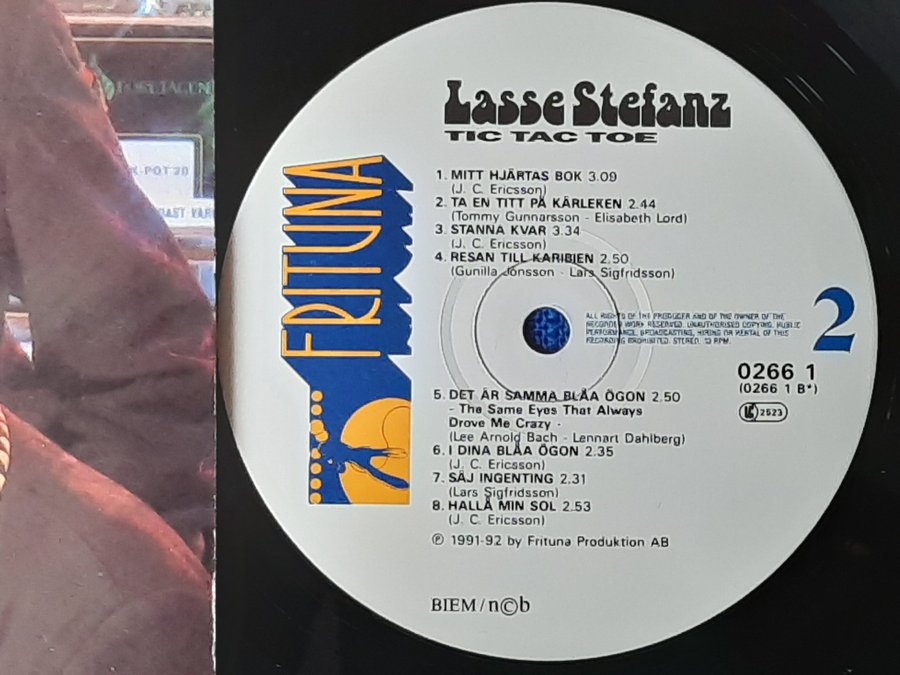 FÖRETAGEN
K-POT 20
Lasse Stefanz
TIC TAC TOE
FRITUNA
1. MITT HJÄRTAS BOK 3.09
(J. C. Ericsson)
2. TA EN TITT PÅ KÄRLEKEN 2.44
(Tommy Gunnarsson - Elisabeth Lord)
3. STANNA KVAR 3.34
(J. C. Ericsson)
4. RESAN TILL KARIBIEN 2.50
(Gunilla Jönsson - Lars Sigfridsson)
ALL RIGHTS OF THE PRODUCER AND OF THE OWNER OF THE
RECORDED WORK RESERVED. UNAUTHORISED COPYING, PUBLIC
PERFORMANCE, BROADCASTING, HIRING OR RENTAL OF THIS
RECORDING PROHIBITED. STEREO. 33 RPM.
2
0266 1
(0266 1 B*)
LC 2523
5. DET ÄR SAMMA BLÅA ÖGON 2.50
- The Same Eyes That Always
Drove Me Crazy -
(Lee Arnold Bach - Lennart Dahlberg)
6. I DINA BLÅA ÖGON 2.35
(J. C. Ericsson)
7. SÄJ INGENTING 2.31
(Lars Sigfridsson)
8. HALLÅ MIN SOL 2.53
(J. C. Ericsson)
℗ 1991-92 by Frituna Produktion AB
BIEM / n©b